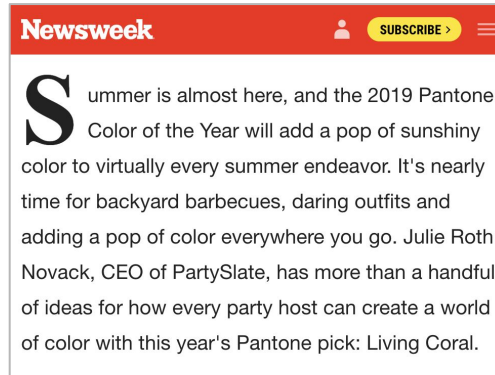 Newsweek
SUBSCRIBE >
Summer is almost here, and the 2019 Pantone
Color of the Year will add a pop of sunshiny
color to virtually every summer endeavor. It's nearly
time for backyard barbecues, daring outfits and
adding a pop of color everywhere you go. Julie Roth
Novack, CEO of PartySlate, has more than a handful
of ideas for how every party host can create a world
of color with this year's Pantone pick: Living Coral.